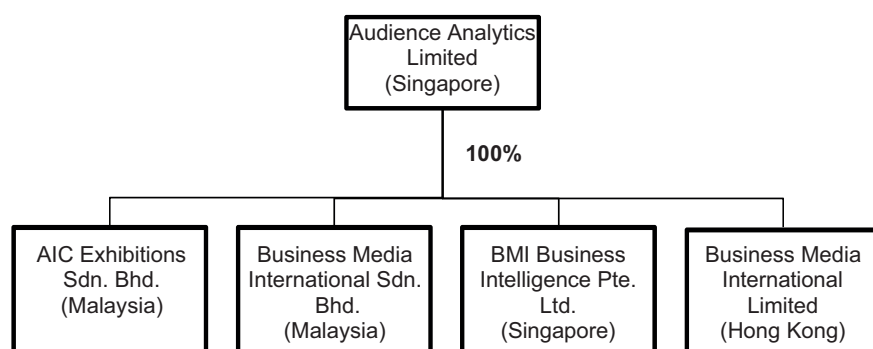 Audience Analytics
Limited
(Singapore)
100%
AIC Exhibitions
Sdn. Bhd.
(Malaysia)
Business Media
International Sdn.
Bhd.
(Malaysia)
BMI Business
Intelligence Pte.
Ltd.
(Singapore)
Business Media
International
Limited
(Hong Kong)